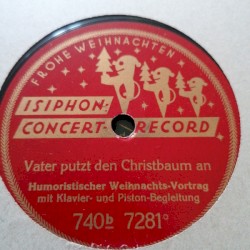 FROHE WEIHNACHTEN
ISIPHON-
CONCERT-RECORD
Vater putzt den Christbaum an
Humoristischer Weihnachts-Vortrag
mit Klavier- und Piston-Begleitung
740b 7281a